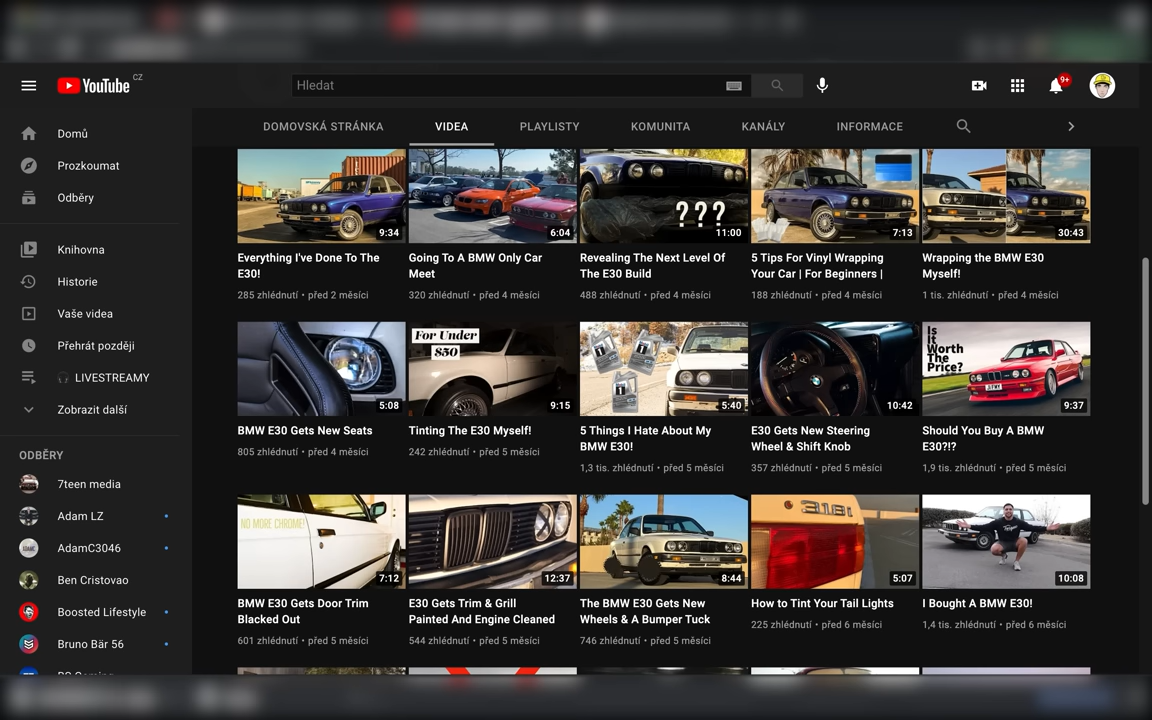 YouTube CZ
Hledat
9+
DOMOVSKÁ STRÁNKA VIDEA PLAYLISTY KOMUNITA KANÁLY INFORMACE
Domů
Prozkoumat
Odběry
Knihovna
Historie
Vaše videa
Přehrát později
LIVESTREAMY
Zobrazit další
ODBĚRY
7teen media
Adam LZ
AdamC3046
Ben Cristovao
Boosted Lifestyle
Bruno Bär 56
9:34
Everything I've Done To The
E30!
285 zhlédnutí • před 2 měsíci
6:04
Going To A BMW Only Car
Meet
320 zhlédnutí • před 4 měsíci
???
11:00
Revealing The Next Level Of
The E30 Build
488 zhlédnutí • před 4 měsíci
7:13
5 Tips For Vinyl Wrapping
Your Car | For Beginners |
188 zhlédnutí • před 4 měsíci
30:43
Wrapping the BMW E30
Myself!
1 tis. zhlédnutí • před 4 měsíci
5:08
BMW E30 Gets New Seats
805 zhlédnutí • před 4 měsíci
For Under
$50
9:15
Tinting The E30 Myself!
242 zhlédnutí • před 5 měsíci
5:40
5 Things I Hate About My
BMW E30!
1,3 tis. zhlédnutí • před 5 měsíci
10:42
E30 Gets New Steering
Wheel & Shift Knob
357 zhlédnutí • před 5 měsíci
Is
It
Worth
The
Price?
9:37
Should You Buy A BMW
E30?!?
1,9 tis. zhlédnutí • před 5 měsíci
NO MORE CHROME!
7:12
BMW E30 Gets Door Trim
Blacked Out
601 zhlédnutí • před 5 měsíci
12:37
E30 Gets Trim & Grill
Painted And Engine Cleaned
544 zhlédnutí • před 5 měsíci
8:44
The BMW E30 Gets New
Wheels & A Bumper Tuck
746 zhlédnutí • před 5 měsíci
318i
5:07
How to Tint Your Tail Lights
225 zhlédnutí • před 6 měsíci
10:08
I Bought A BMW E30!
1,4 tis. zhlédnutí • před 6 měsíci